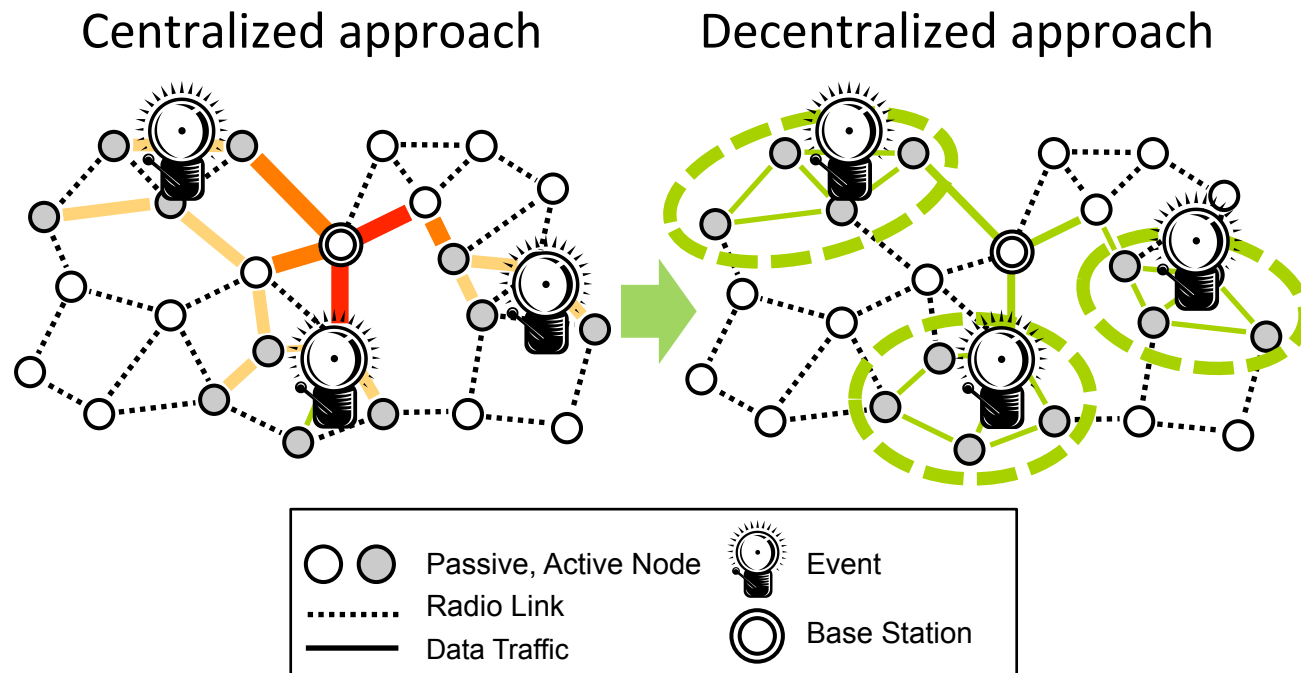 Centralized approach
Decentralized approach
Passive, Active Node
Event
Radio Link
Base Station
Data Traffic